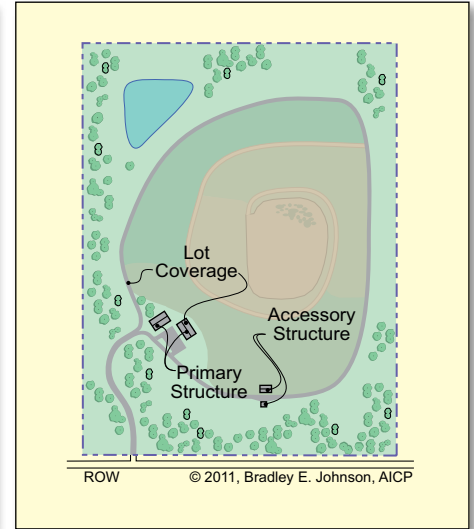 Lot
Coverage
Accessory
Structure
Primary
Structure
ROW
© 2011, Bradley E. Johnson, AICP